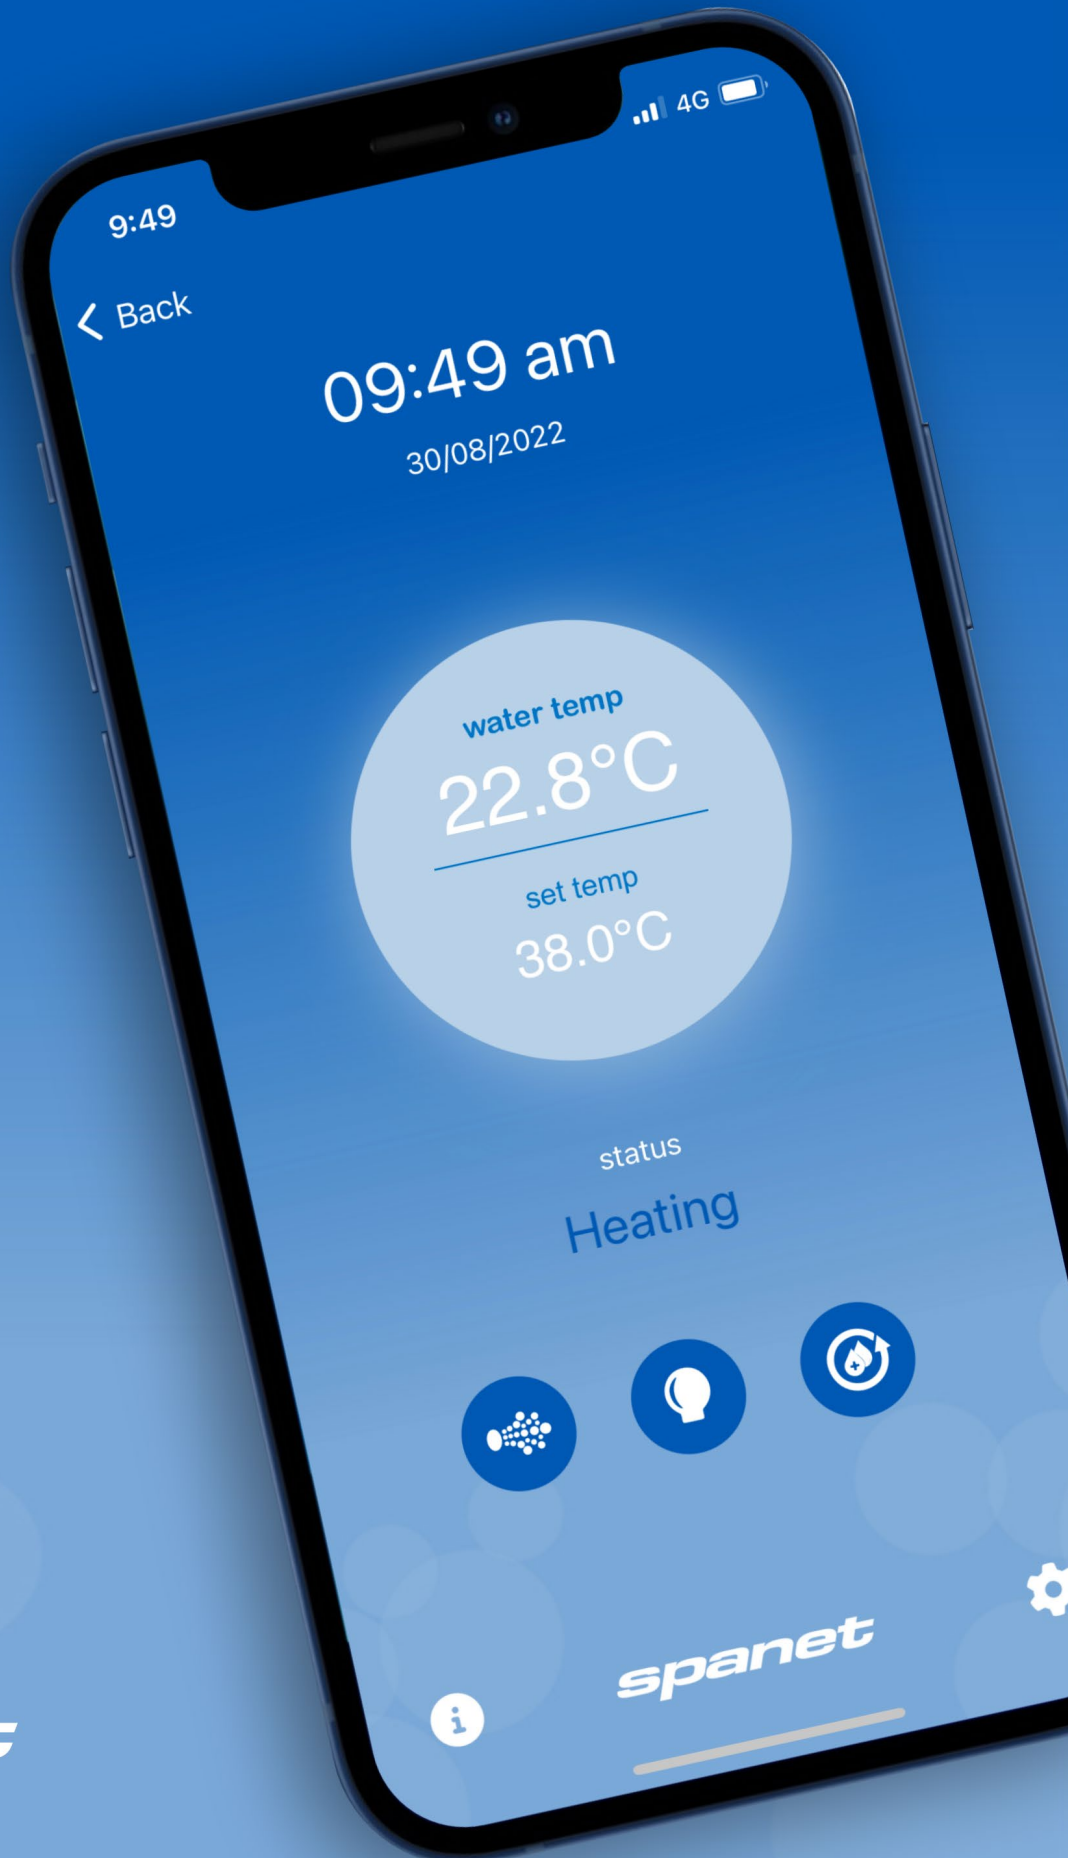 9:49
4G
Back
09:49 am
30/08/2022
water temp
22.8°C
set temp
38.0°C
status
Heating
spanet